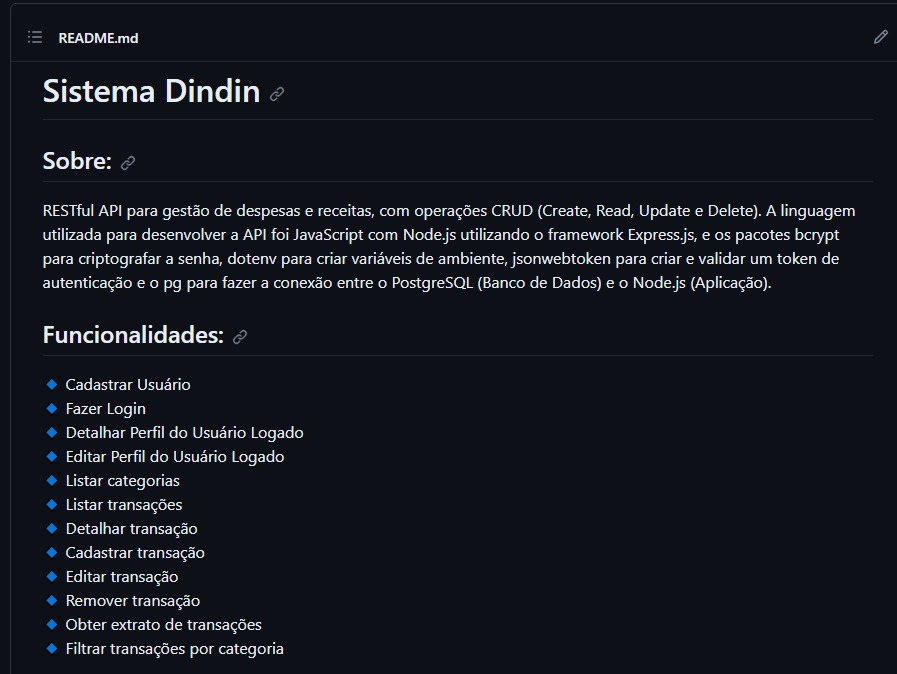 README.md
Sistema Dindin
Sobre:
RESTful API para gestão de despesas e receitas, com operações CRUD (Create, Read, Update e Delete). A linguagem
utilizada para desenvolver a API foi JavaScript com Node.js utilizando o framework Express.js, e os pacotes bcrypt
para criptografar a senha, dotenv para criar variáveis de ambiente, jsonwebtoken para criar e validar um token de
autenticação e o pg para fazer a conexão entre o PostgreSQL (Banco de Dados) e o Node.js (Aplicação).
Funcionalidades:
Cadastrar Usuário
Fazer Login
Detalhar Perfil do Usuário Logado
Editar Perfil do Usuário Logado
Listar categorias
Listar transações
Detalhar transação
Cadastrar transação
Editar transação
Remover transação
Obter extrato de transações
Filtrar transações por categoria